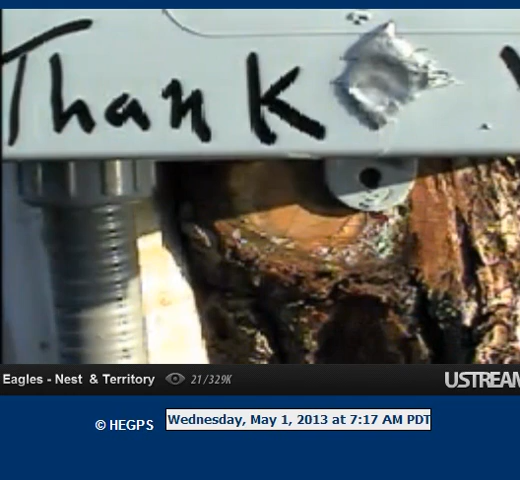 Thank
Eagles - Nest & Territory 21/329K USTREAM
© HEGPS Wednesday, May 1, 2013 at 7:17 AM PDT